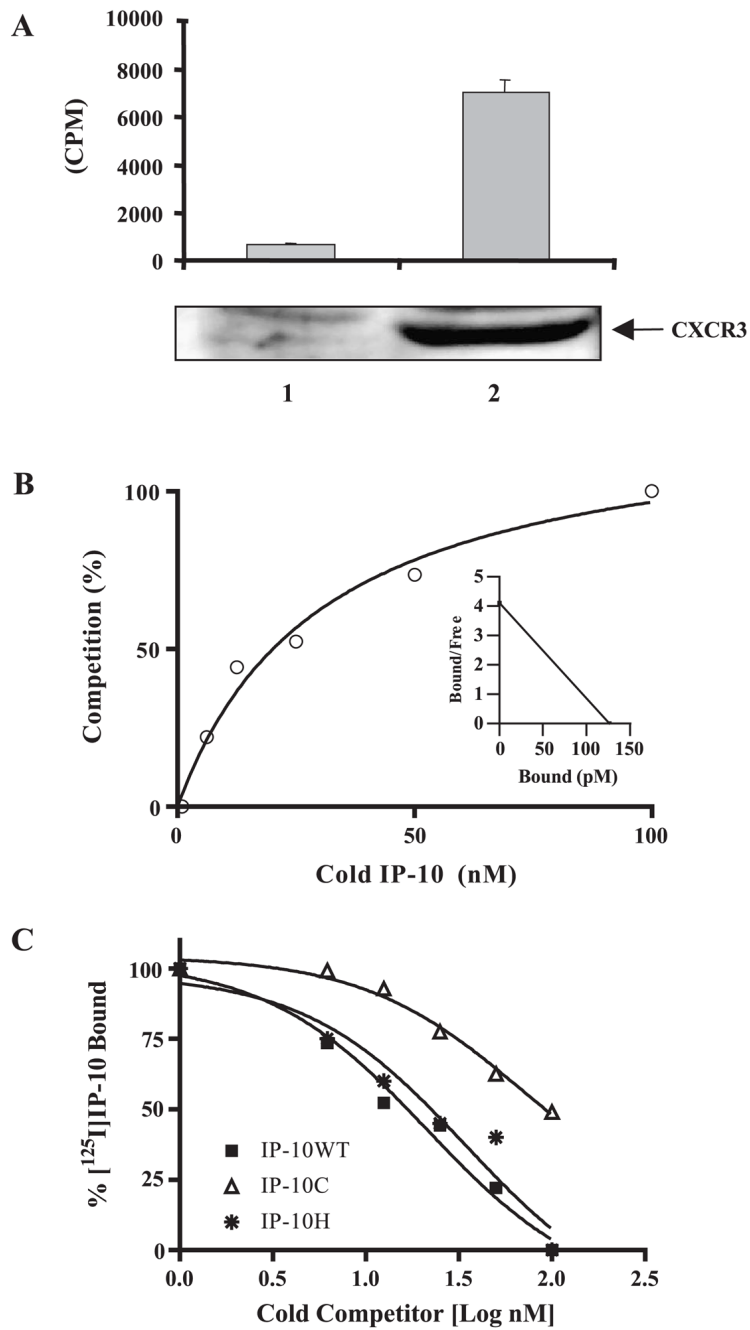 A
10000
8000
6000
4000
2000
0
(CPM)
CXCR3
1 2
B
100
50
0
Competition (%)
0 50 100
Cold IP-10 (nM)
5
4
3
2
1
0
Bound/Free
0 50 100 150
Bound (pM)
C
100
75
50
25
0
% [¹²⁵I]IP-10 Bound
IP-10WT
IP-10C
IP-10H
0.0 0.5 1.0 1.5 2.0 2.5
Cold Competitor [Log nM]